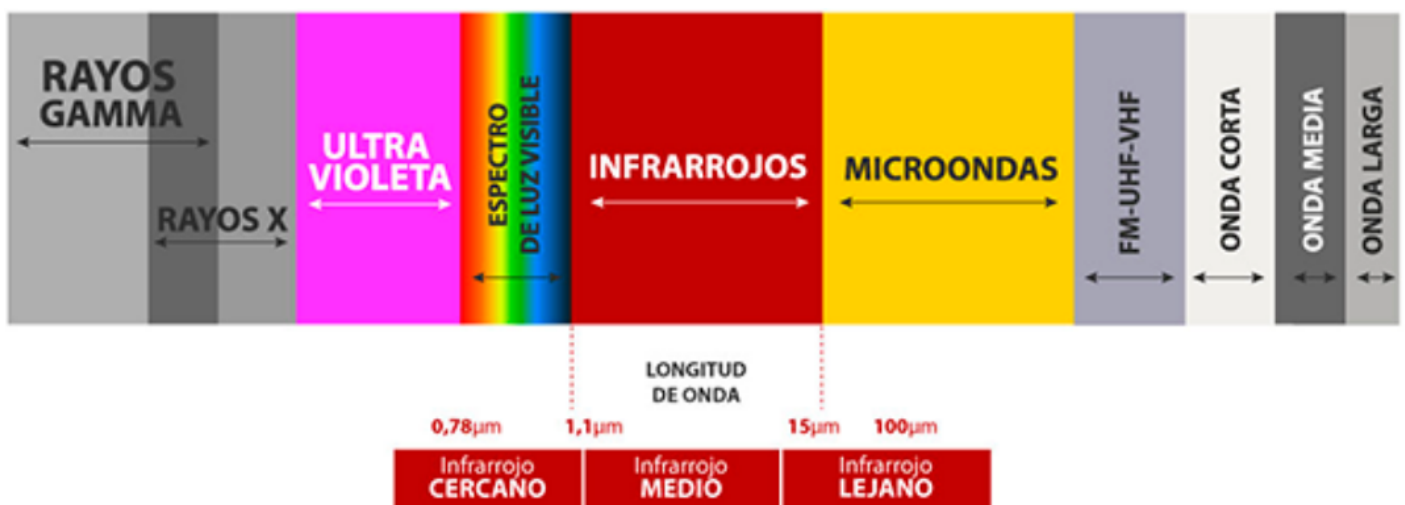 RAYOS
GAMMA
RAYOS X
ULTRA
VIOLETA
ESPECTRO
DE LUZ VISIBLE
INFRARROJOS
MICROONDAS
FM-UHF-VHF
ONDA CORTA
ONDA MEDIA
ONDA LARGA
LONGITUD
DE ONDA
0,78µm 1,1µm 15µm 100µm
Infrarrojo
CERCANO
Infrarrojo
MEDIO
Infrarrojo
LEJANO